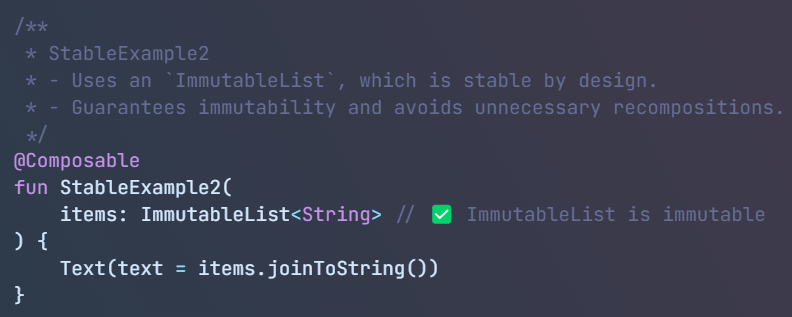 /**
 * StableExample2
 * - Uses an `ImmutableList`, which is stable by design.
 * - Guarantees immutability and avoids unnecessary recompositions.
 */
@Composable
fun StableExample2(
    items: ImmutableList<String> // ✅ ImmutableList is immutable
) {
    Text(text = items.joinToString())
}